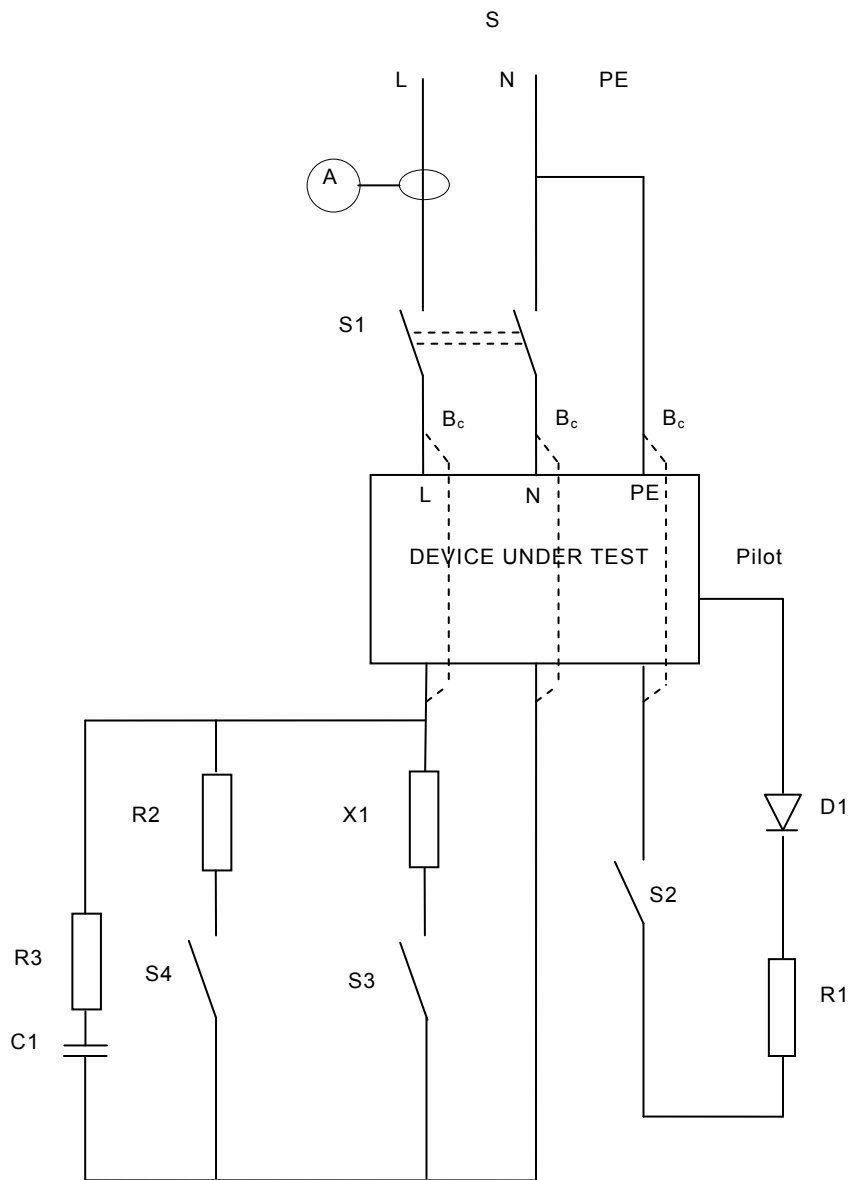 S
L N PE
A
S1
Bc Bc Bc
L N PE
DEVICE UNDER TEST Pilot
R2 X1 D1
S2
R3 S4 S3 R1
C1